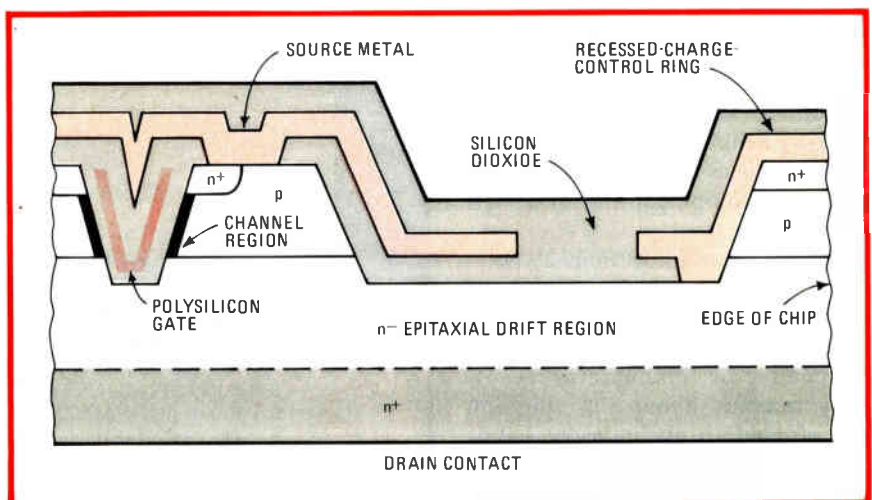 SOURCE METAL
RECESSED-CHARGE-
CONTROL RING
SILICON
DIOXIDE
n+
p
n+
p
CHANNEL
REGION
POLYSILICON
GATE
n– EPITAXIAL DRIFT REGION
EDGE OF CHIP
n+
DRAIN CONTACT